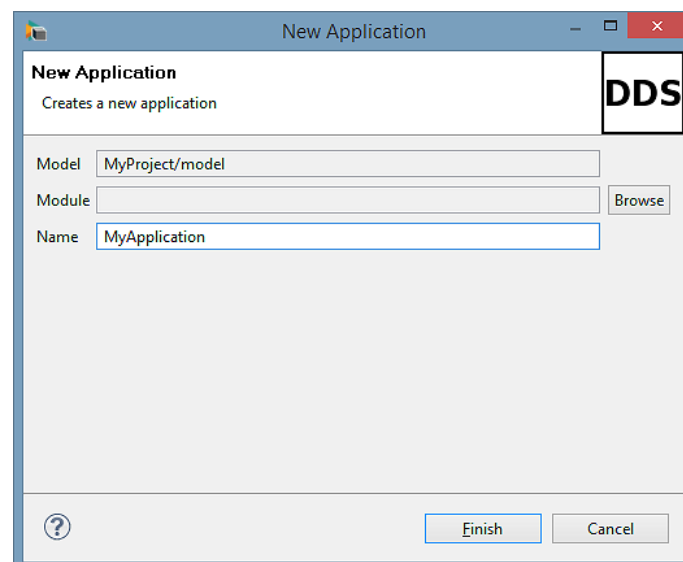 New Application
New Application
Creates a new application
DDS
Model MyProject/model
Module Browse
Name MyApplication
? Finish Cancel